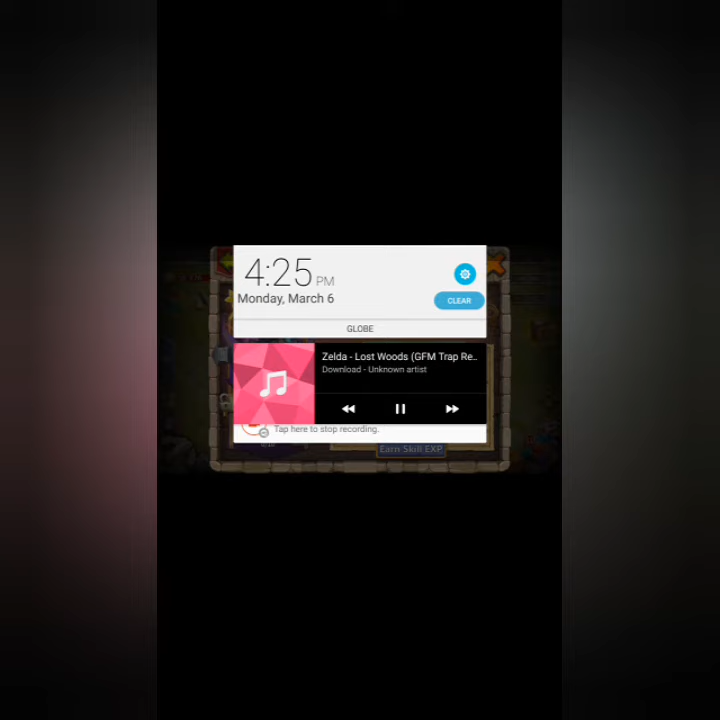 4:25 PM
Monday, March 6
CLEAR
GLOBE
Zelda - Lost Woods (GFM Trap Re..
Download - Unknown artist
Tap here to stop recording.
Earn Skill EXP